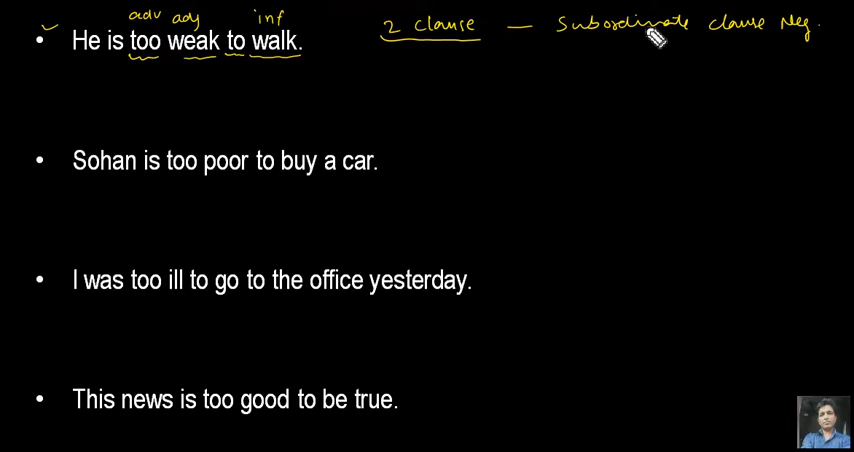 adv adj inf
• He is too weak to walk. 2 clause — Subordinate clause Neg.
• Sohan is too poor to buy a car.
• I was too ill to go to the office yesterday.
• This news is too good to be true.